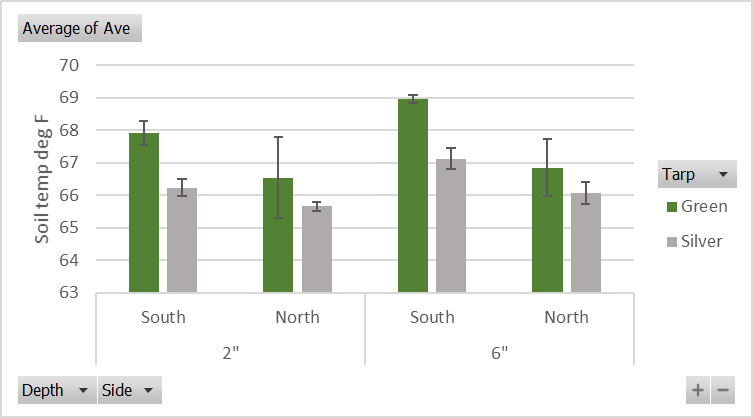 Average of Ave
70
69
68
67
66
65
64
63
Soil temp deg F
South
North
South
North
2"
6"
Tarp
Green
Silver
Depth
Side
+
−